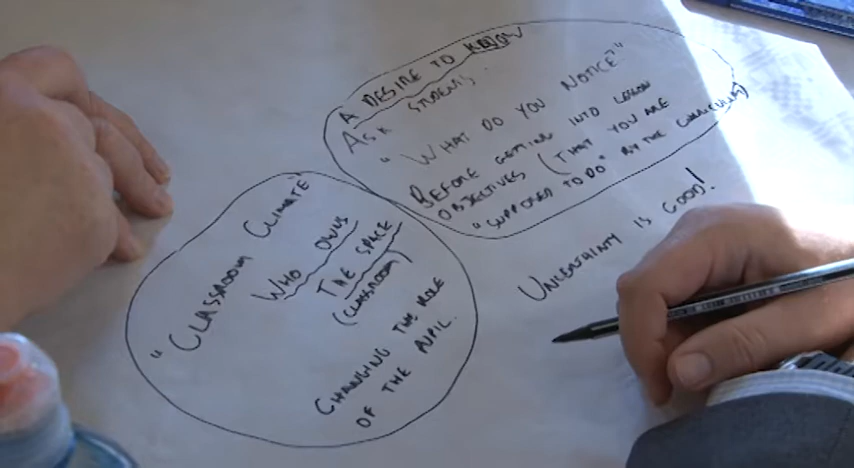 A DESIRE TO KNOW
ASK STUDENTS.
"WHAT DO YOU NOTICE?"
BEFORE GETTING INTO LESSON
OBJECTIVES (THAT YOU ARE
"SUPPOSED TO DO" BY THE CURRICULUM)
UNCERTAINTY IS GOOD!
"CLASSROOM CLIMATE"
WHO OWNS
THE SPACE
(CLASSROOM)
CHANGING THE ROLE
OF THE PUPIL.